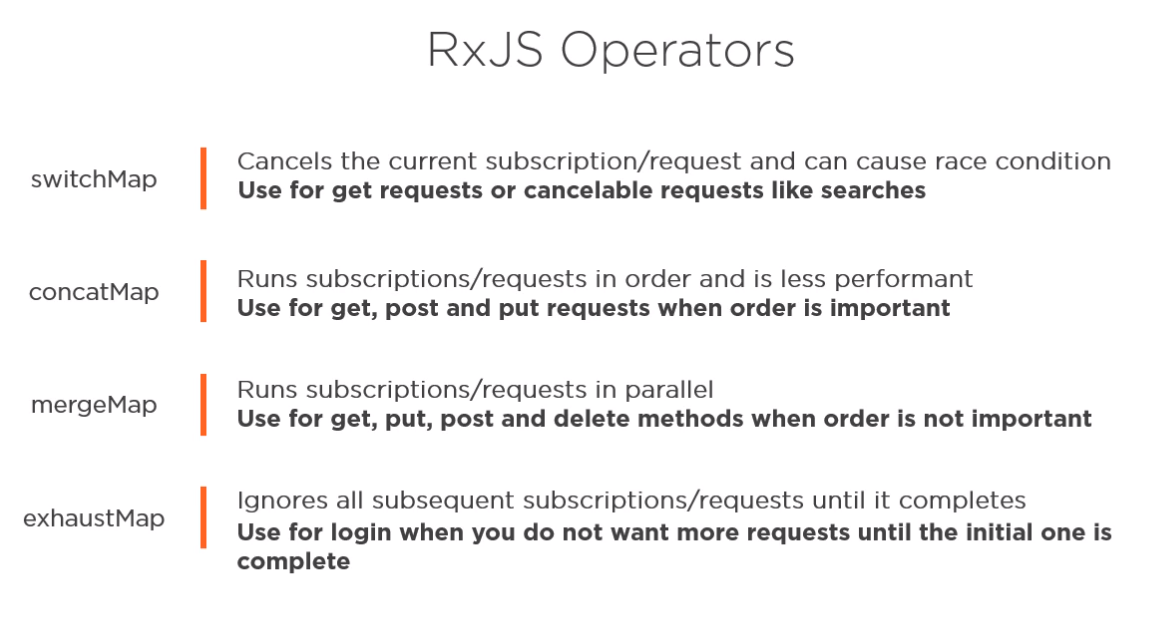 RxJS Operators
switchMap
Cancels the current subscription/request and can cause race condition
Use for get requests or cancelable requests like searches
concatMap
Runs subscriptions/requests in order and is less performant
Use for get, post and put requests when order is important
mergeMap
Runs subscriptions/requests in parallel
Use for get, put, post and delete methods when order is not important
exhaustMap
Ignores all subsequent subscriptions/requests until it completes
Use for login when you do not want more requests until the initial one is
complete